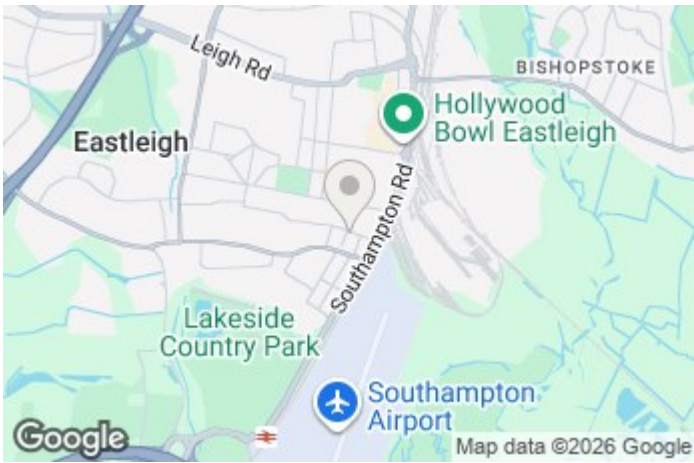 Leigh Rd
BISHOPSTOKE
Hollywood
Bowl Eastleigh
Eastleigh
Southampton Rd
Lakeside
Country Park
Southampton
Airport
Google
Map data ©2026 Google